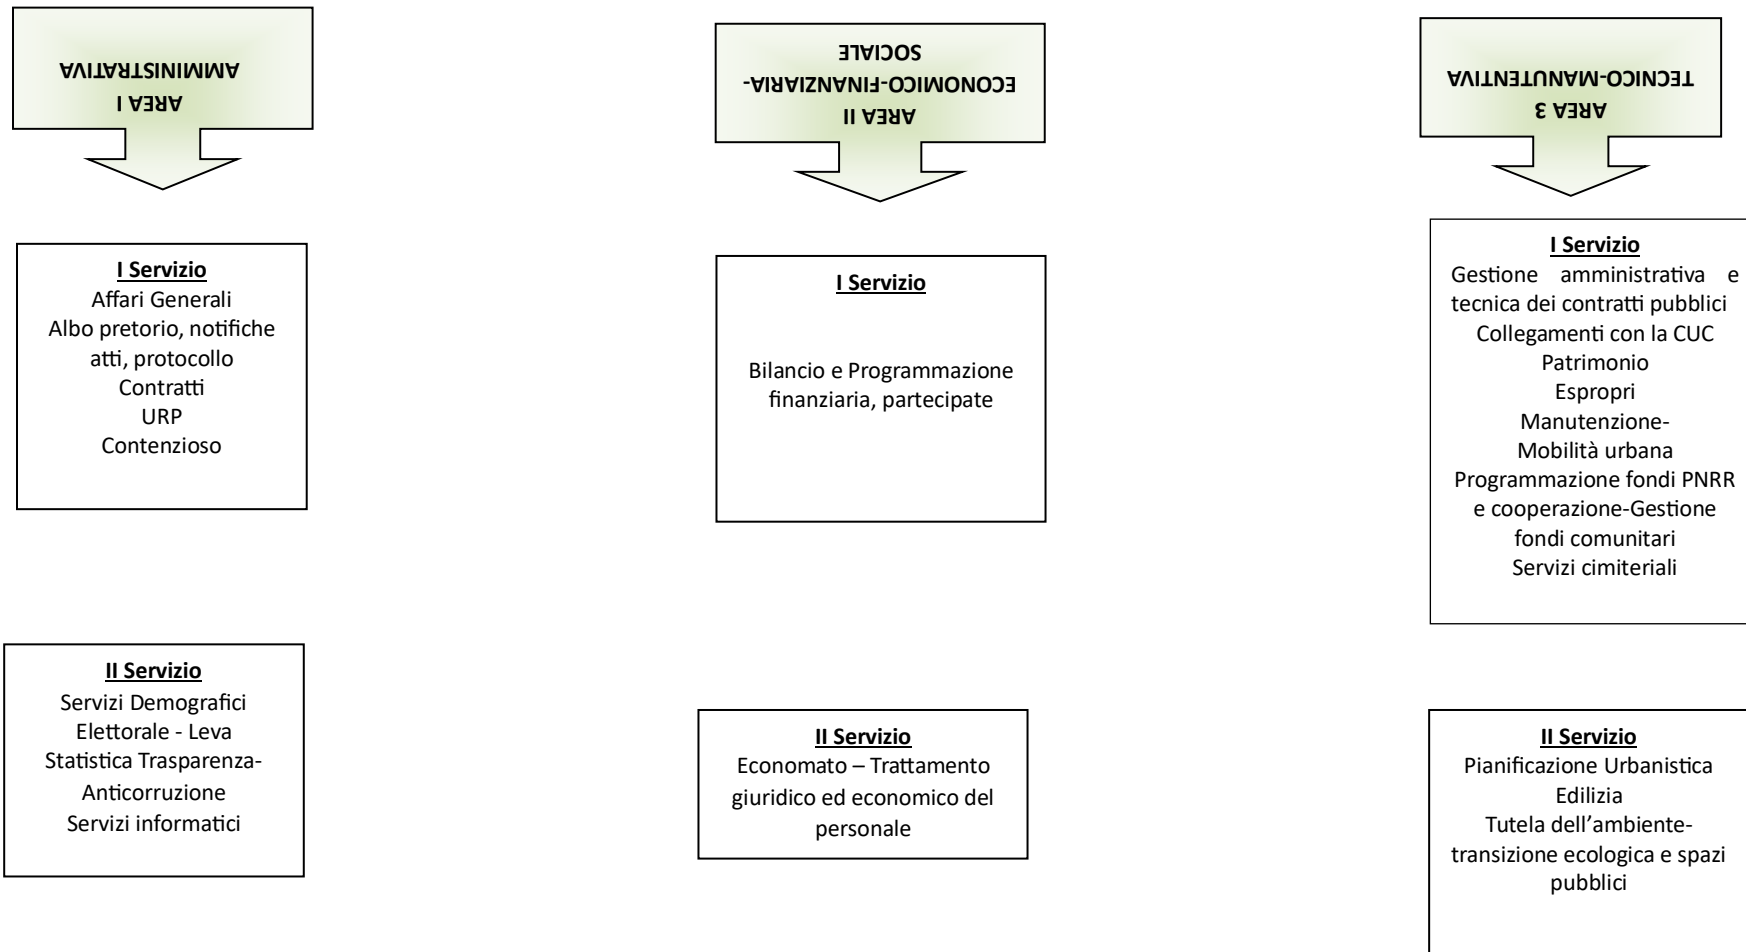 AREA I
AMMINISTRATIVA
I Servizio
Affari Generali
Albo pretorio, notifiche
atti, protocollo
Contratti
URP
Contenzioso
II Servizio
Servizi Demografici
Elettorale - Leva
Statistica Trasparenza-
Anticorruzione
Servizi informatici
AREA II
ECONOMICO-FINANZIARIA-
SOCIALE
I Servizio
Bilancio e Programmazione
finanziaria, partecipate
II Servizio
Economato – Trattamento
giuridico ed economico del
personale
AREA 3
TECNICO-MANUTENTIVA
I Servizio
Gestione amministrativa e
tecnica dei contratti pubblici
Collegamenti con la CUC
Patrimonio
Espropri
Manutenzione-
Mobilità urbana
Programmazione fondi PNRR
e cooperazione-Gestione
fondi comunitari
Servizi cimiteriali
II Servizio
Pianificazione Urbanistica
Edilizia
Tutela dell’ambiente-
transizione ecologica e spazi
pubblici